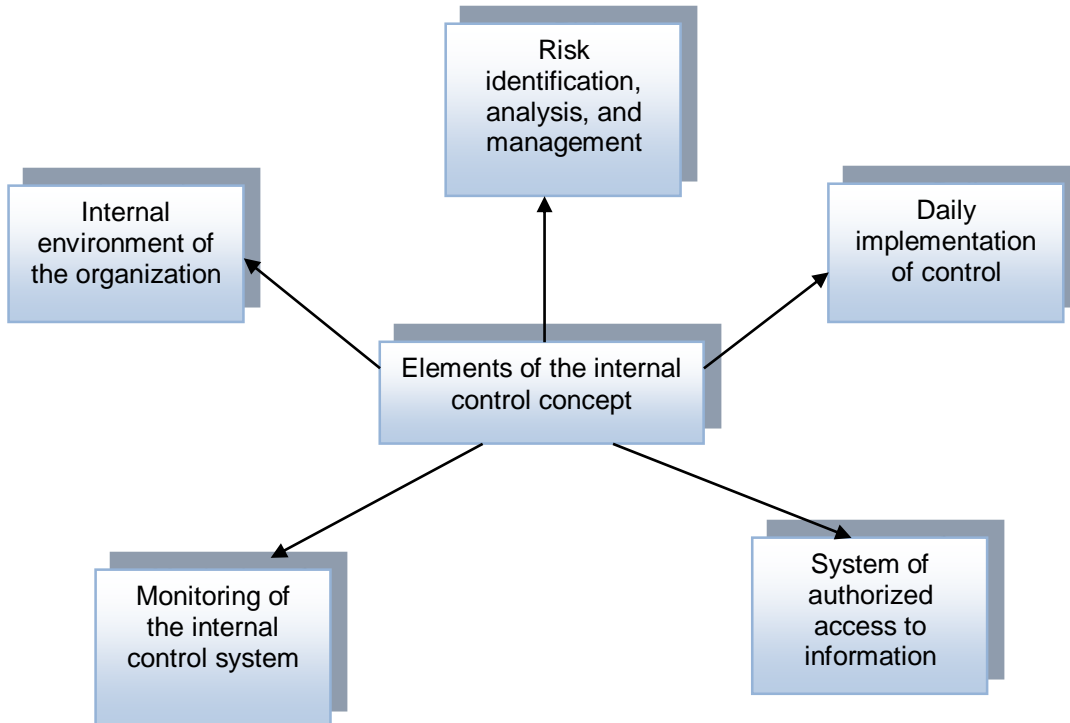 Risk
identification,
analysis, and
management
Internal
environment of
the organization
Daily
implementation
of control
Elements of the internal
control concept
Monitoring of
the internal
control system
System of
authorized
access to
information